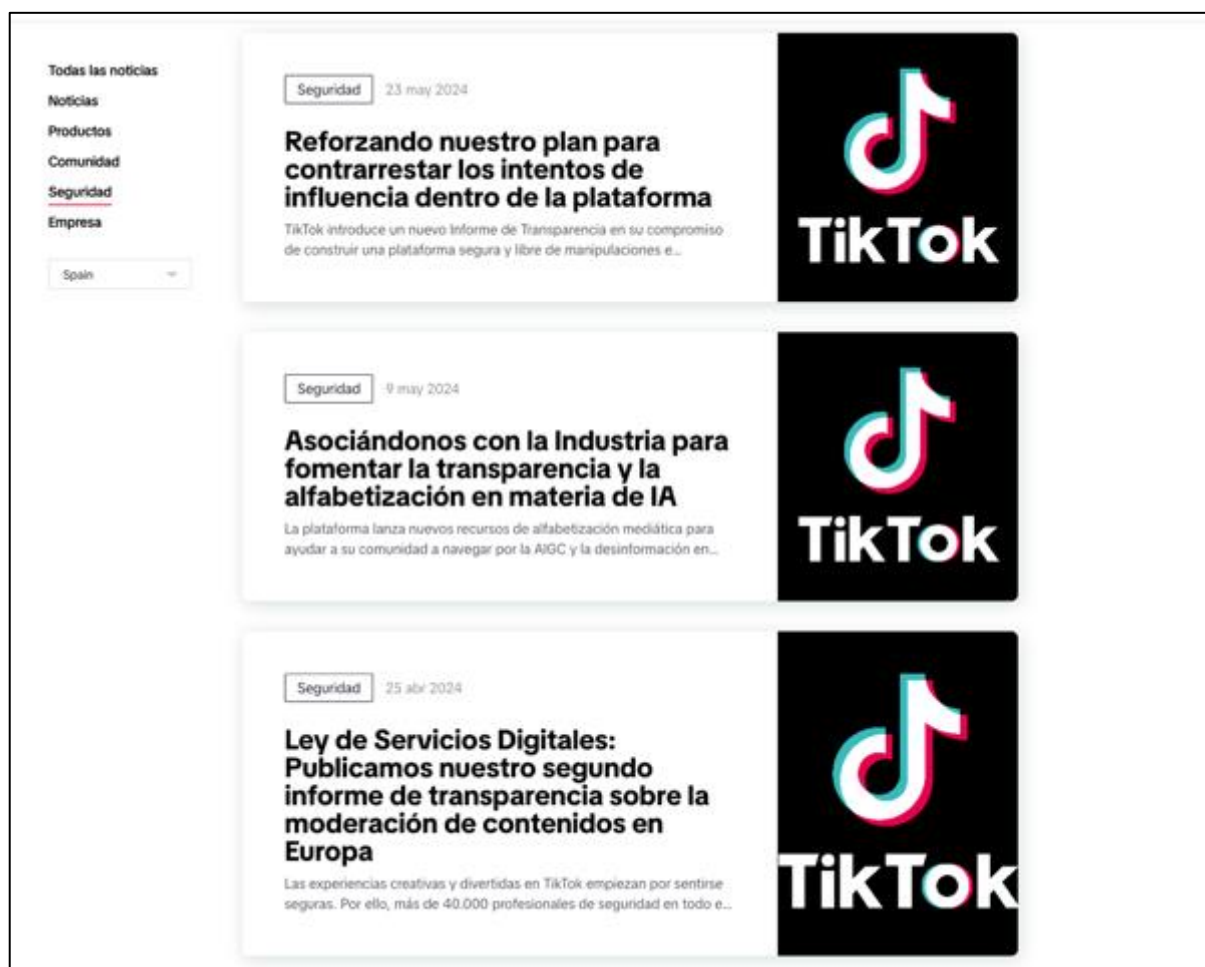 Todas las noticias
Noticias
Productos
Comunidad
Seguridad
Empresa
Spain
Seguridad 23 may 2024
Reforzando nuestro plan para
contrarrestar los intentos de
influencia dentro de la plataforma
TikTok introduce un nuevo Informe de Transparencia en su compromiso
de construir una plataforma segura y libre de manipulaciones e...
TikTok
Seguridad 9 may 2024
Asociándonos con la Industria para
fomentar la transparencia y la
alfabetización en materia de IA
La plataforma lanza nuevos recursos de alfabetización mediática para
ayudar a su comunidad a navegar por la AIGC y la desinformación en...
TikTok
Seguridad 25 abr 2024
Ley de Servicios Digitales:
Publicamos nuestro segundo
informe de transparencia sobre la
moderación de contenidos en
Europa
Las experiencias creativas y divertidas en TikTok empiezan por sentirse
seguras. Por ello, más de 40.000 profesionales de seguridad en todo e...
TikTok